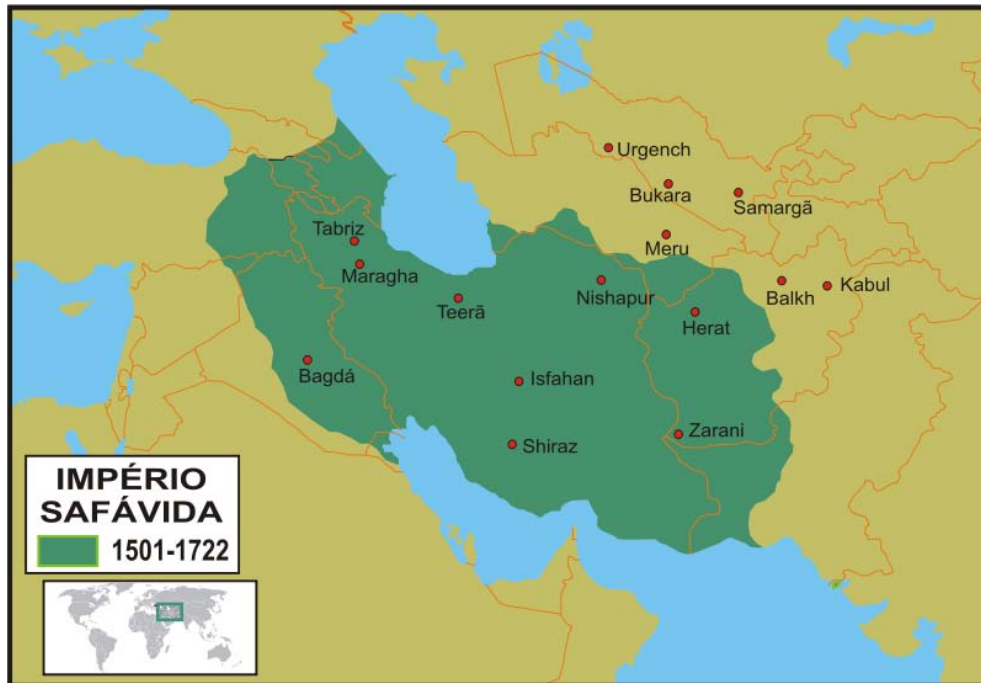 Urgench
Bukara
Samargã
Tabriz
Meru
Maragha
Nishapur
Balkh
Kabul
Teerã
Herat
Bagdá
Isfahan
Zarani
Shiraz
IMPÉRIO
SAFÁVIDA
1501-1722